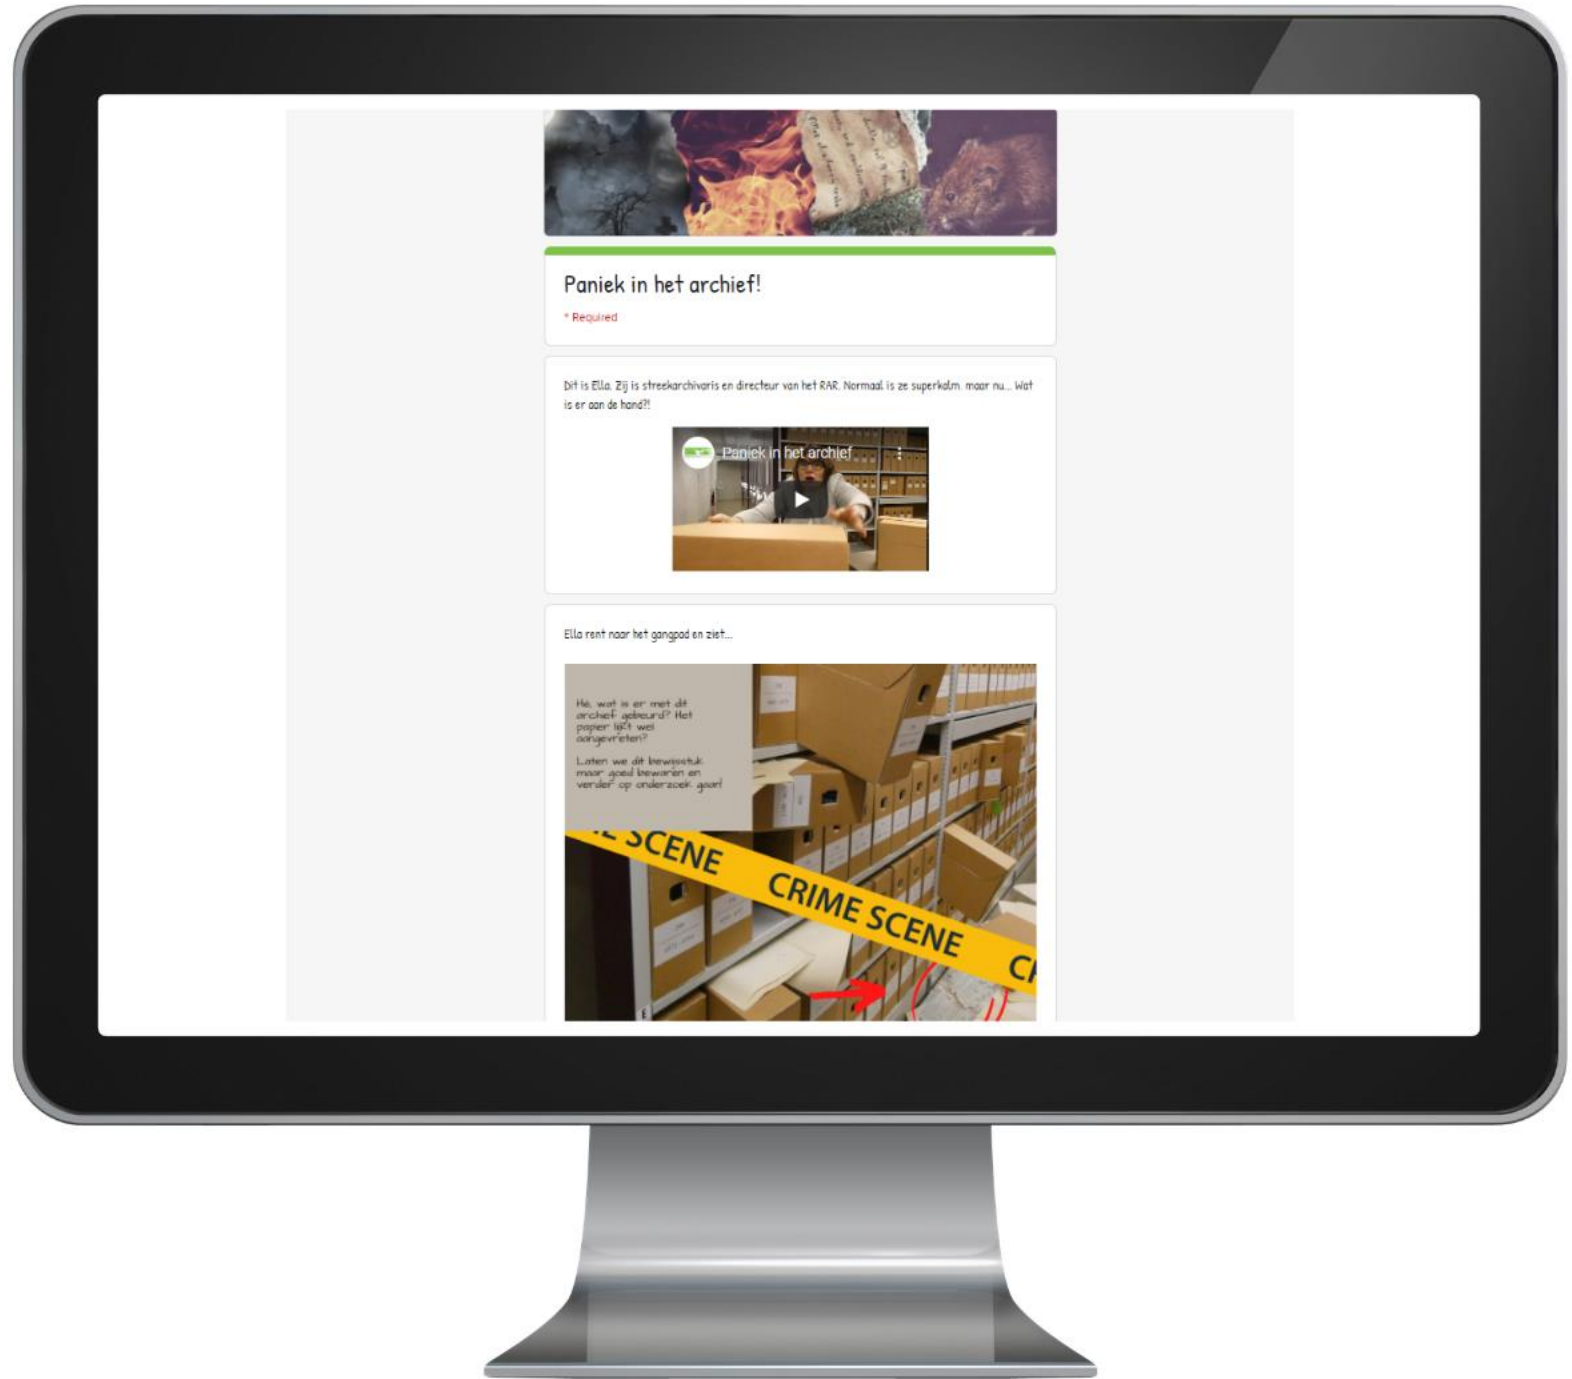 Paniek in het archief!
* Required
Dit is Ella. Zij is streekarchivaris en directeur van het RAR. Normaal is ze superkalm, maar nu... Wat
is er aan de hand?!
Paniek in het archief
Ella rent naar het gangpad en ziet...
Hé, wat is er met dit
archief gebeurd? Het
papier lijkt wel
aangevreten?
Laten we dit bewijsstuk
maar goed bewaren en
verder op onderzoek gaan!
SCENE CRIME SCENE